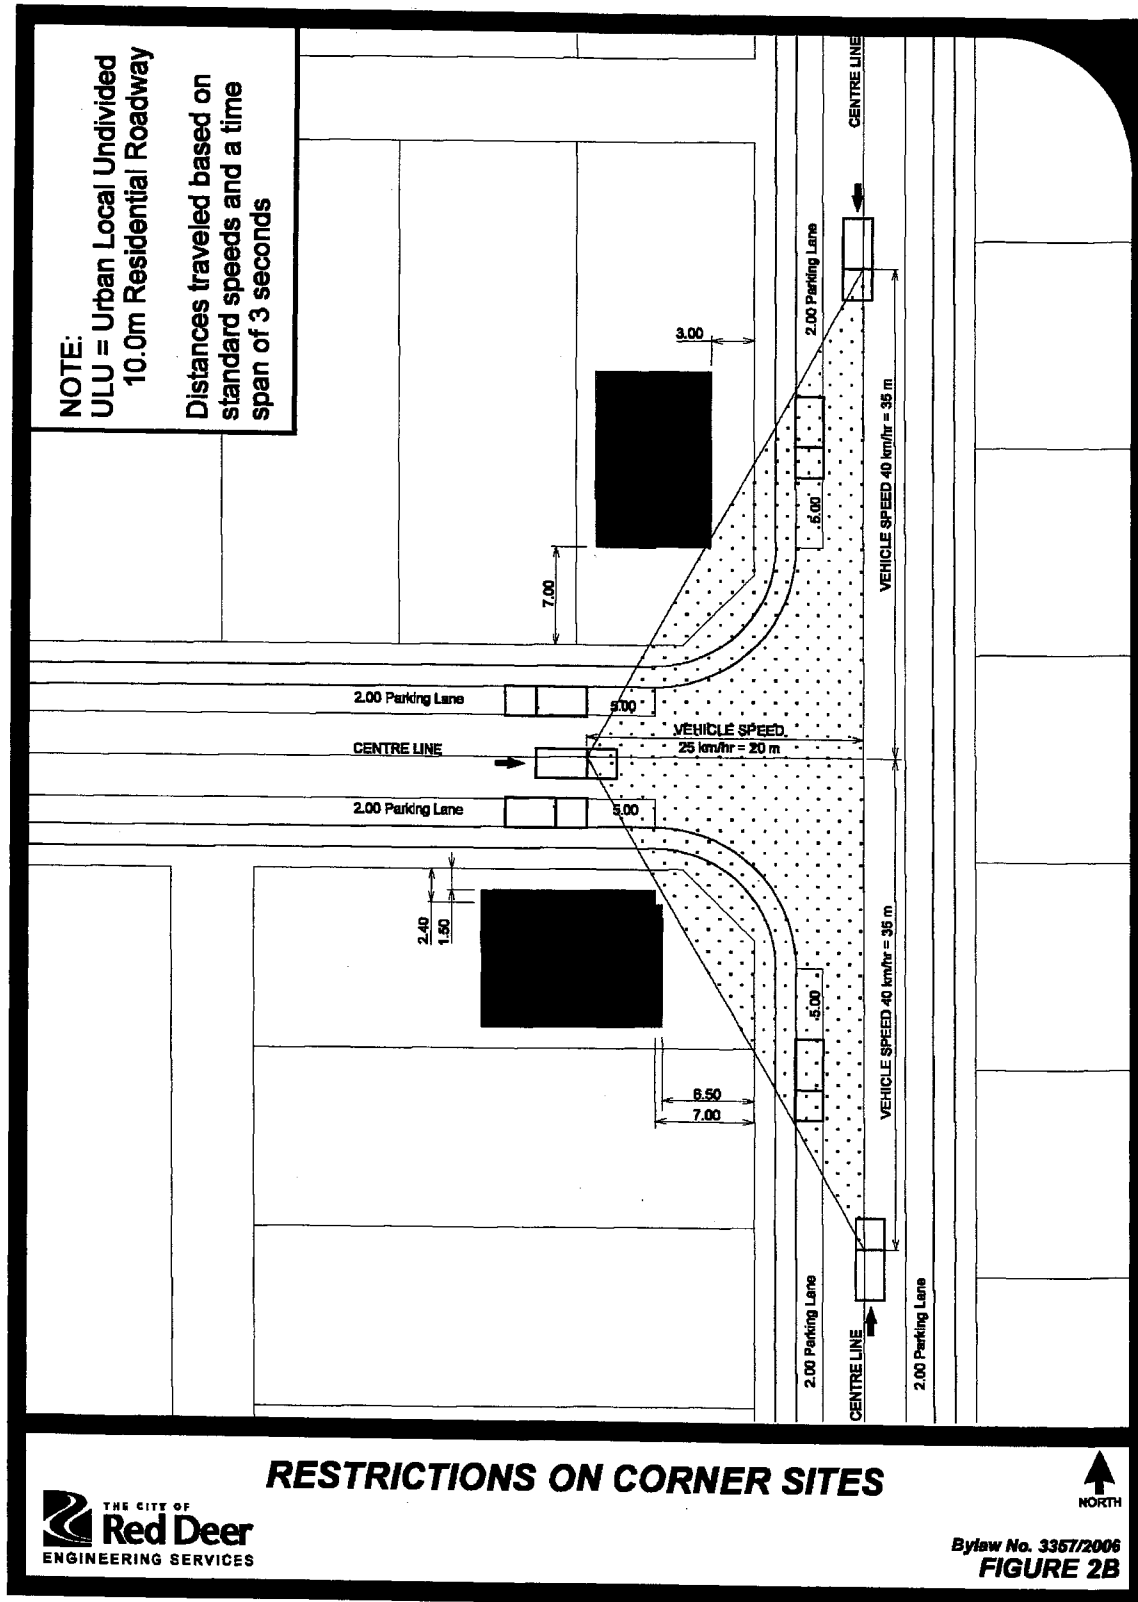 NOTE:
ULU = Urban Local Undivided
10.0m Residential Roadway
Distances traveled based on
standard speeds and a time
span of 3 seconds
CENTRE LINE
2.00 Parking Lane
3.00
VEHICLE SPEED 40 km/hr = 35 m
5.00
7.00
2.00 Parking Lane
5.00
VEHICLE SPEED
25 km/hr = 20 m
CENTRE LINE
2.00 Parking Lane
5.00
2.40
1.50
VEHICLE SPEED 40 km/hr = 35 m
5.00
6.50
7.00
2.00 Parking Lane
CENTRE LINE
2.00 Parking Lane
RESTRICTIONS ON CORNER SITES
NORTH
THE CITY OF
Red Deer
ENGINEERING SERVICES
Bylaw No. 3357/2006
FIGURE 2B